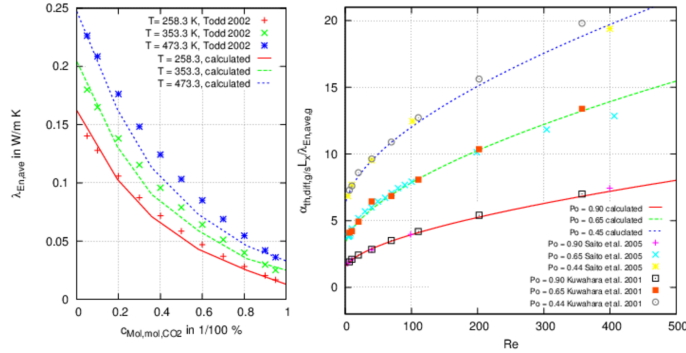 0.25
0.2
0.15
0.1
0.05
0
0
0.2
0.4
0.6
0.8
1
λEn,ave in W/m K
cMol,mol,CO2 in 1/100 %
T= 258.3 K, Todd 2002
T= 353.3 K, Todd 2002
T= 473.3 K, Todd 2002
T = 258.3, calculated
T = 353.3, calculated
T = 473.3, calculated
20
15
10
5
0
0
100
200
300
400
500
αth,diff,g/sLx/λEn,ave,g
Re
Po = 0.90 calculated
Po = 0.65 calculated
Po = 0.45 caluclated
Po = 0.90 Saito et al. 2005
Po = 0.65 Saito et al. 2005
Po = 0.44 Saito et al. 2005
Po = 0.90 Kuwahara et al. 2001
Po = 0.65 Kuwahara et al. 2001
Po = 0.44 Kuwahara et al. 2001